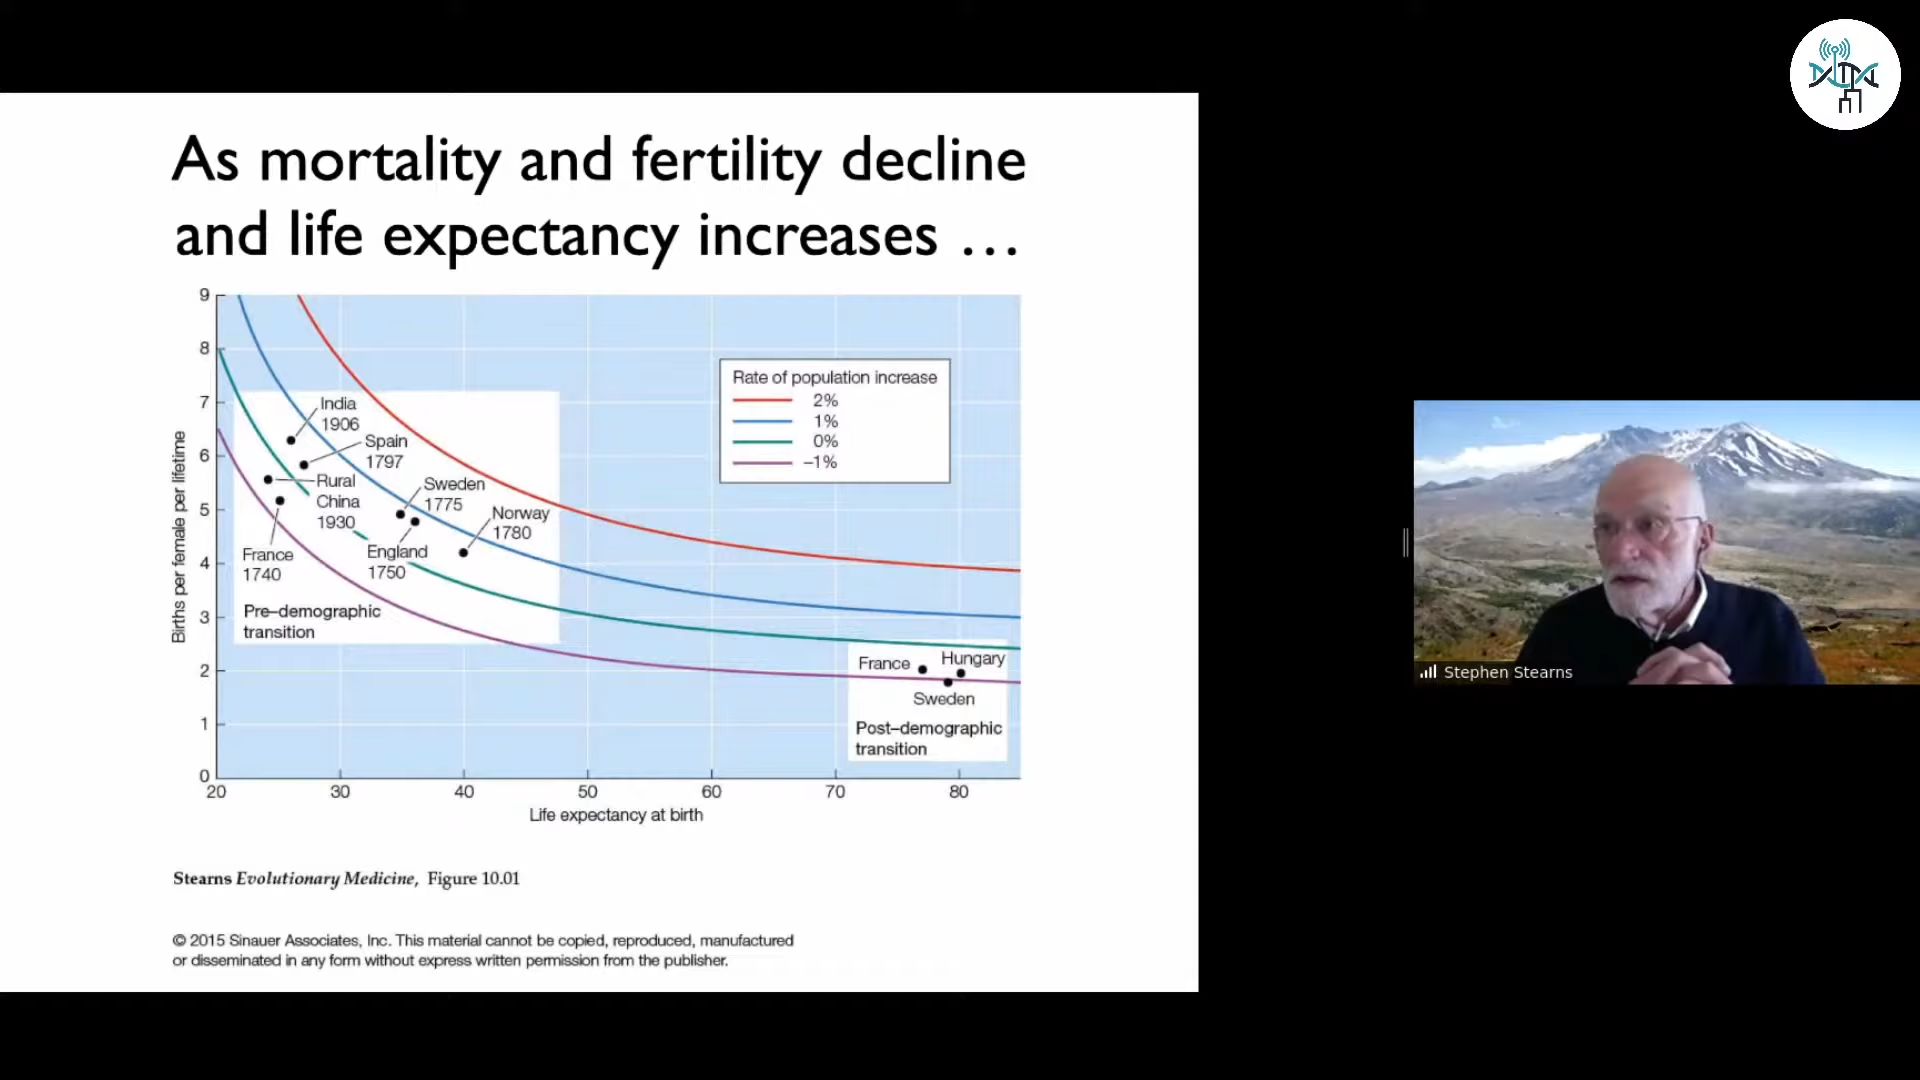 As mortality and fertility decline
and life expectancy increases …
9
8
7
6
5
4
3
2
1
0
Births per female per lifetime
20
30
40
50
60
70
80
Life expectancy at birth
Rate of population increase
2%
1%
0%
–1%
India
1906
Spain
1797
Rural
China
1930
Sweden
1775
Norway
1780
England
1750
France
1740
Pre–demographic
transition
France
Hungary
Sweden
Post–demographic
transition
Stearns Evolutionary Medicine, Figure 10.01
© 2015 Sinauer Associates, Inc. This material cannot be copied, reproduced, manufactured
or disseminated in any form without express written permission from the publisher.
Stephen Stearns